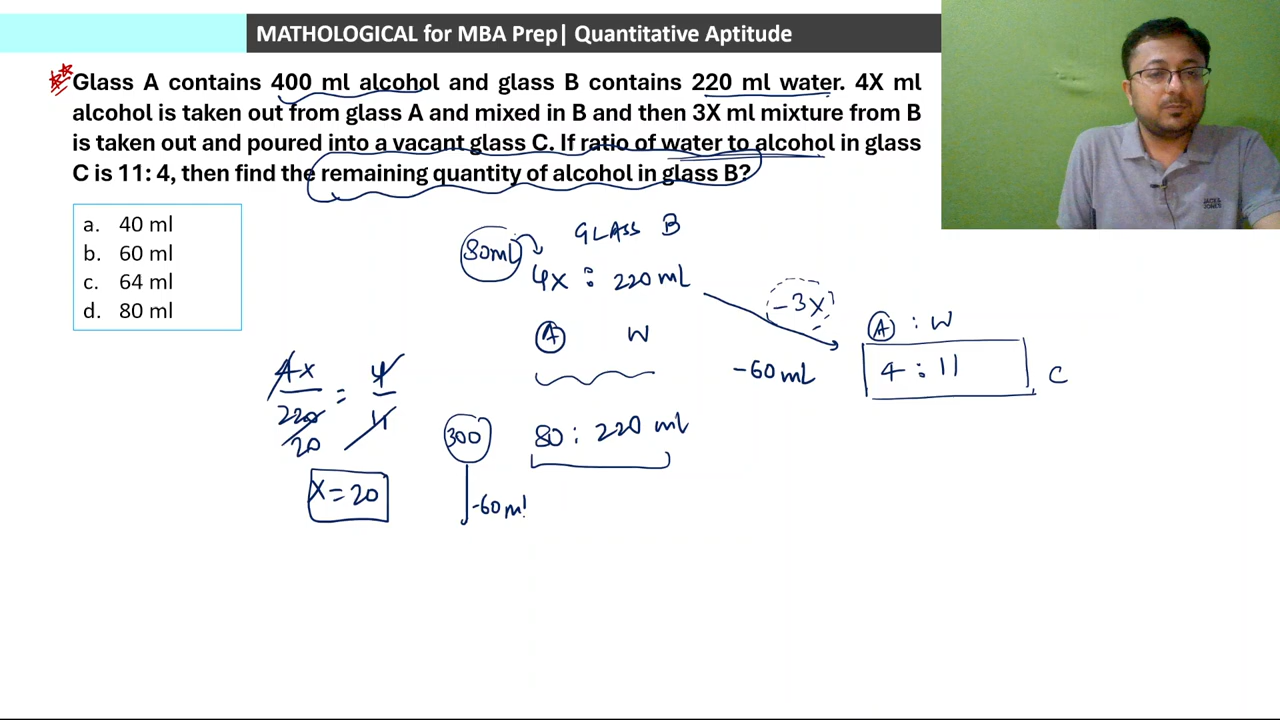 MATHOLOGICAL for MBA Prep| Quantitative Aptitude
Glass A contains 400 ml alcohol and glass B contains 220 ml water. 4X ml
alcohol is taken out from glass A and mixed in B and then 3X ml mixture from B
is taken out and poured into a vacant glass C. If ratio of water to alcohol in glass
C is 11: 4, then find the remaining quantity of alcohol in glass B?
a. 40 ml
b. 60 ml
c. 64 ml
d. 80 ml
GLASS B
80ml
4x : 220 ml
-3x
A W
A : W
4 : 11
C
-60 ml
4x/220 = 4/11
20
300
80 : 220 ml
x = 20
-60 ml
JACK &
JONES